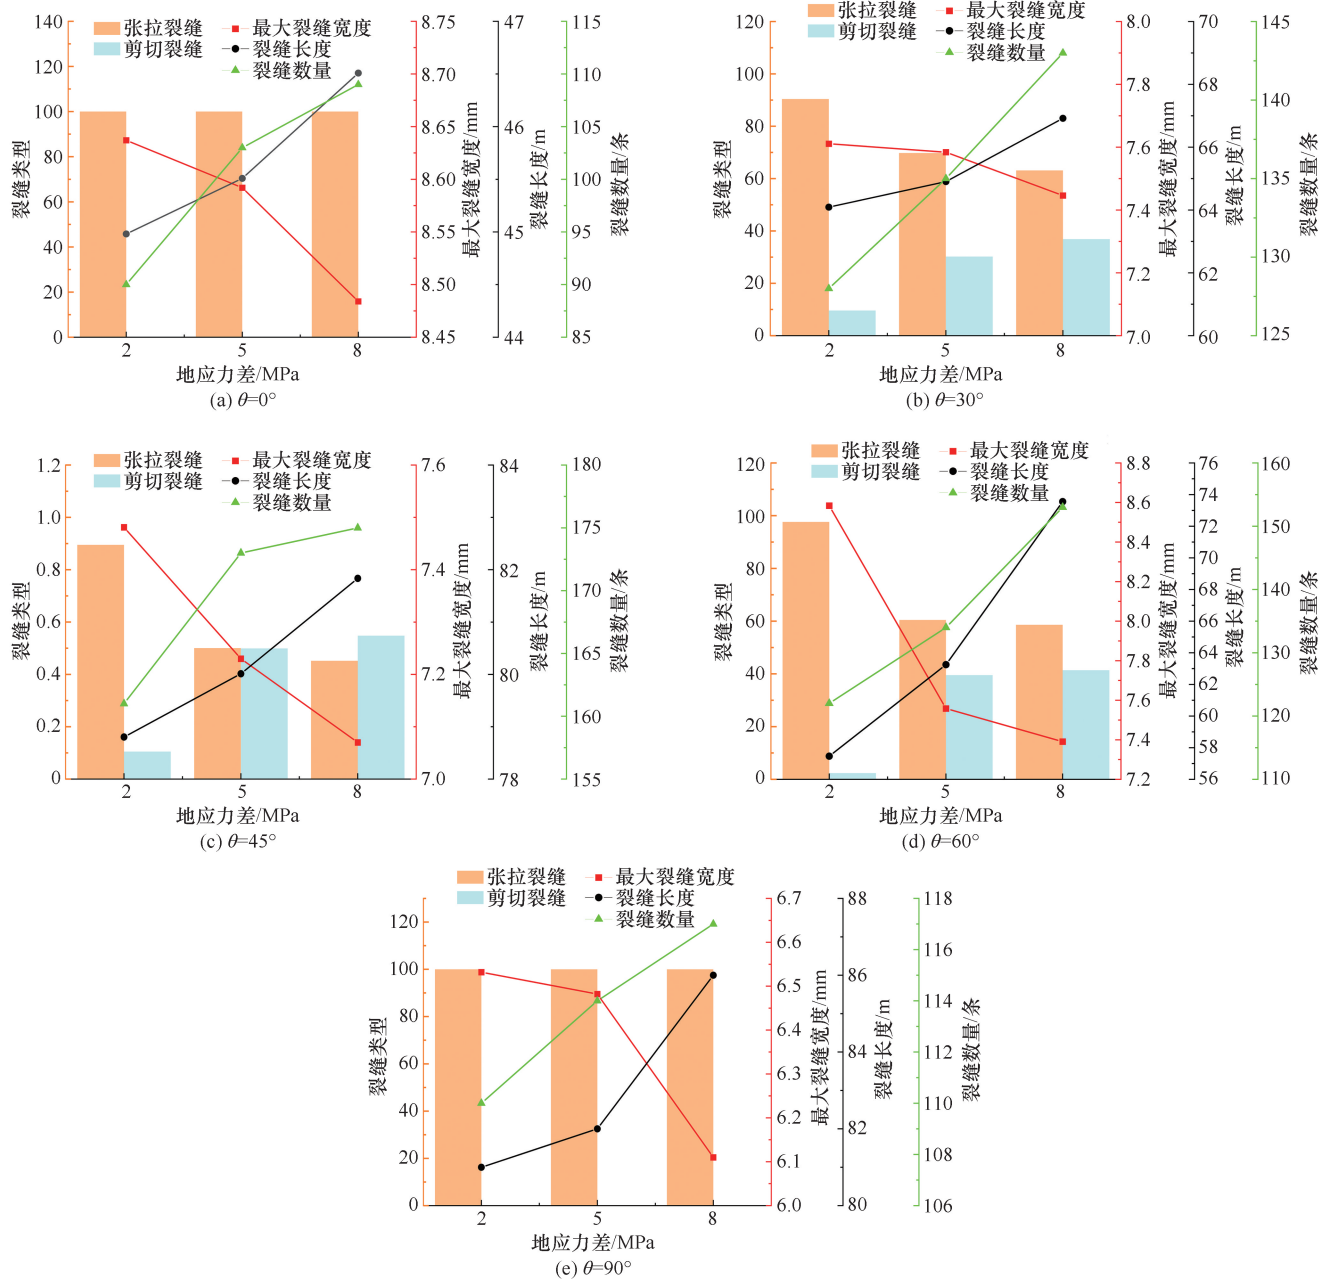 张拉裂缝
剪切裂缝
最大裂缝宽度
裂缝长度
裂缝数量
裂缝类型
0 20 40 60 80 100 120 140
2 5 8
地应力差/MPa
8.45 8.50 8.55 8.60 8.65 8.70 8.75
最大裂缝宽度/mm
44 45 46 47
裂缝长度/m
85 90 95 100 105 110 115
裂缝数量/条
(a) θ=0°
张拉裂缝
剪切裂缝
最大裂缝宽度
裂缝长度
裂缝数量
裂缝类型
0 20 40 60 80 100 120
2 5 8
地应力差/MPa
7.0 7.2 7.4 7.6 7.8 8.0
最大裂缝宽度/mm
60 62 64 66 68 70
裂缝长度/m
125 130 135 140 145
裂缝数量/条
(b) θ=30°
张拉裂缝
剪切裂缝
最大裂缝宽度
裂缝长度
裂缝数量
裂缝类型
0 0.2 0.4 0.6 0.8 1.0 1.2
2 5 8
地应力差/MPa
7.0 7.2 7.4 7.6
最大裂缝宽度/mm
78 80 82 84
裂缝长度/m
155 160 165 170 175 180
裂缝数量/条
(c) θ=45°
张拉裂缝
剪切裂缝
最大裂缝宽度
裂缝长度
裂缝数量
裂缝类型
0 20 40 60 80 100 120
2 5 8
地应力差/MPa
7.2 7.4 7.6 7.8 8.0 8.2 8.4 8.6 8.8
最大裂缝宽度/mm
56 58 60 62 64 66 68 70 72 74 76
裂缝长度/m
110 120 130 140 150 160
裂缝数量/条
(d) θ=60°
张拉裂缝
剪切裂缝
最大裂缝宽度
裂缝长度
裂缝数量
裂缝类型
0 20 40 60 80 100 120
2 5 8
地应力差/MPa
6.0 6.1 6.2 6.3 6.4 6.5 6.6 6.7
最大裂缝宽度/mm
80 82 84 86 88
裂缝长度/m
106 108 110 112 114 116 118
裂缝数量/条
(e) θ=90°